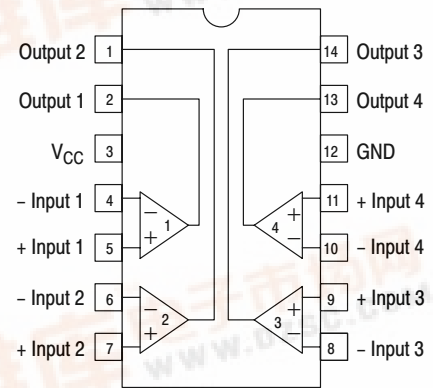 Output 2 1 14 Output 3
Output 1 2 13 Output 4
VCC 3 12 GND
– Input 1 4 – – 11 + Input 4
+ Input 1 5 + 1 4 + – 10 – Input 4
– Input 2 6 – 9 + Input 3
+ Input 2 7 + 2 3 + – 8 – Input 3